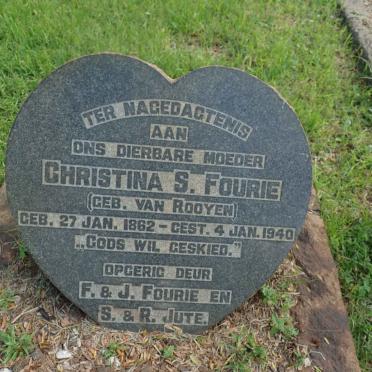 TER NAGEDAGTENIS
AAN
ONS DIERBARE MOEDER
CHRISTINA S. FOURIE
(GEB. VAN ROOYEN)
GEB. 27 JAN. 1862 - GEST. 4 JAN. 1940
„GODS WIL GESKIED."
OPGERIG DEUR
F. & J. FOURIE EN
S. & R. JUTE.